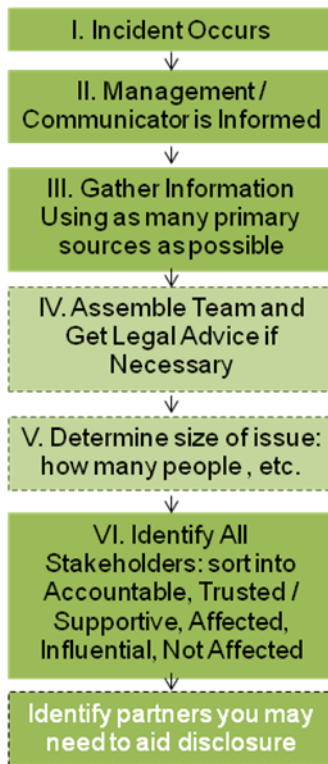 I. Incident Occurs
II. Management /
Communicator is Informed
III. Gather Information
Using as many primary
sources as possible
IV. Assemble Team and
Get Legal Advice if
Necessary
V. Determine size of issue:
how many people , etc.
VI. Identify All
Stakeholders: sort into
Accountable, Trusted /
Supportive, Affected,
Influential, Not Affected
Identify partners you may
need to aid disclosure